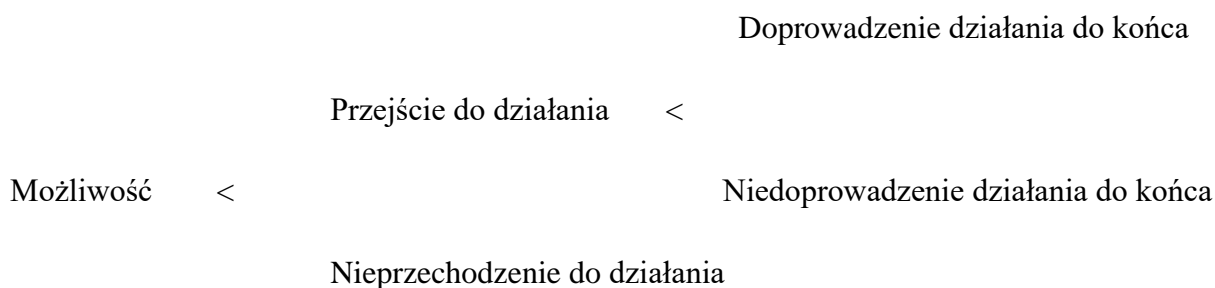 Doprowadzenie działania do końca
Przejście do działania <
Możliwość < Niedoprowadzenie działania do końca
Nieprzechodzenie do działania